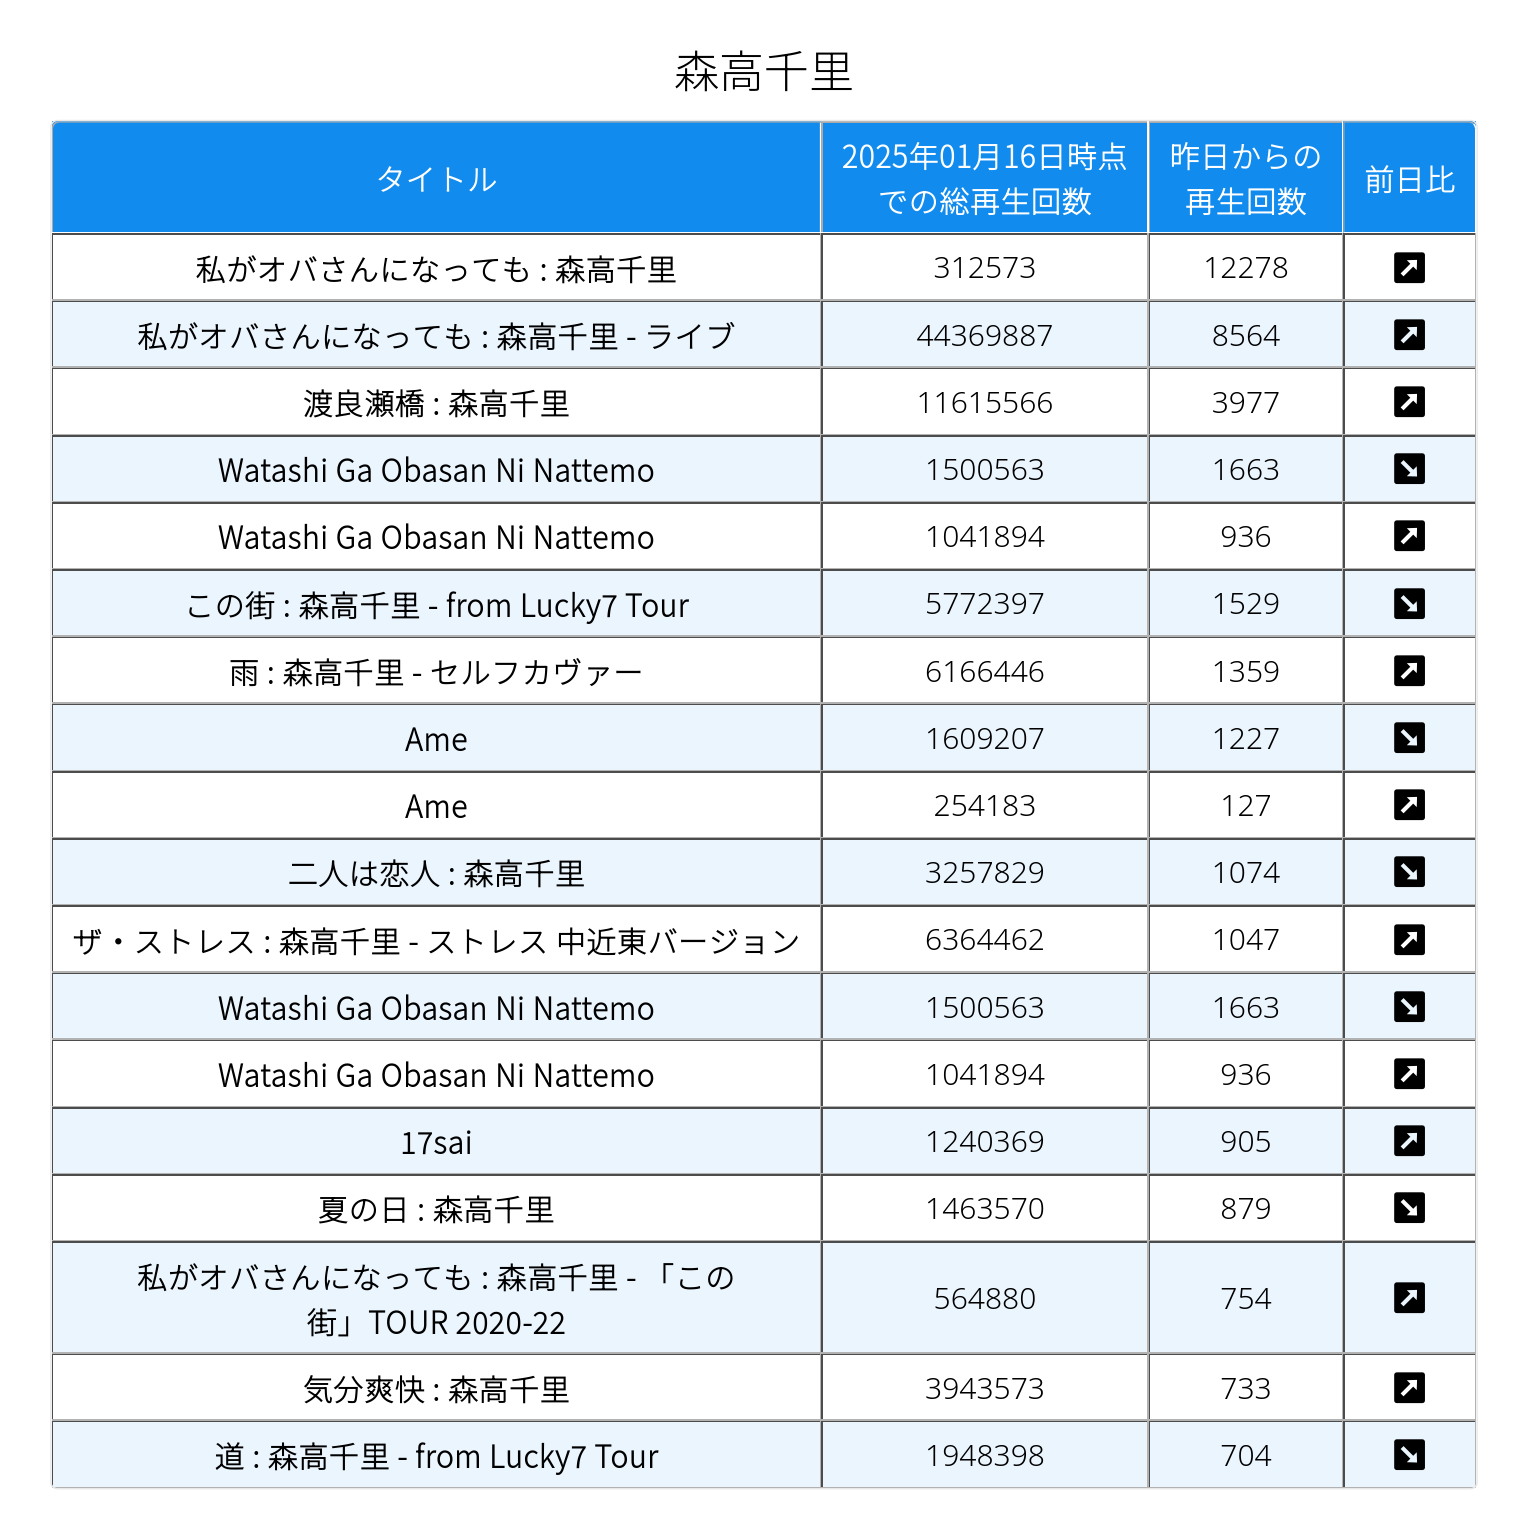 森高千里
タイトル
2025年01月16日時点
での総再生回数
昨日からの
再生回数
前日比
私がオバさんになっても : 森高千里 312573 12278
私がオバさんになっても : 森高千里 - ライブ 44369887 8564
渡良瀬橋 : 森高千里 11615566 3977
Watashi Ga Obasan Ni Nattemo 1500563 1663
Watashi Ga Obasan Ni Nattemo 1041894 936
この街 : 森高千里 - from Lucky7 Tour 5772397 1529
雨 : 森高千里 - セルフカヴァー 6166446 1359
Ame 1609207 1227
Ame 254183 127
二人は恋人 : 森高千里 3257829 1074
ザ・ストレス : 森高千里 - ストレス 中近東バージョン 6364462 1047
Watashi Ga Obasan Ni Nattemo 1500563 1663
Watashi Ga Obasan Ni Nattemo 1041894 936
17sai 1240369 905
夏の日 : 森高千里 1463570 879
私がオバさんになっても : 森高千里 - 「この
街」TOUR 2020-22 564880 754
気分爽快 : 森高千里 3943573 733
道 : 森高千里 - from Lucky7 Tour 1948398 704